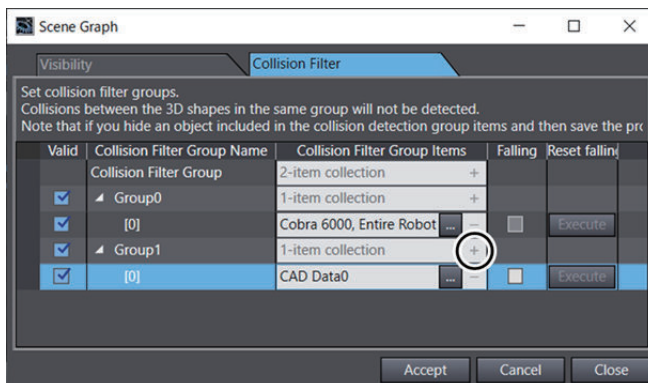 Scene Graph
Visibility Collision Filter
Set collision filter groups.
Collisions between the 3D shapes in the same group will not be detected.
Note that if you hide an object included in the collision detection group items and then save the pro
Valid Collision Filter Group Name Collision Filter Group Items Falling Reset falling
Collision Filter Group 2-item collection +
Group0 1-item collection +
[0] Cobra 6000, Entire Robot ... − Execute
Group1 1-item collection +
[0] CAD Data0 ... − Execute
Accept Cancel Close